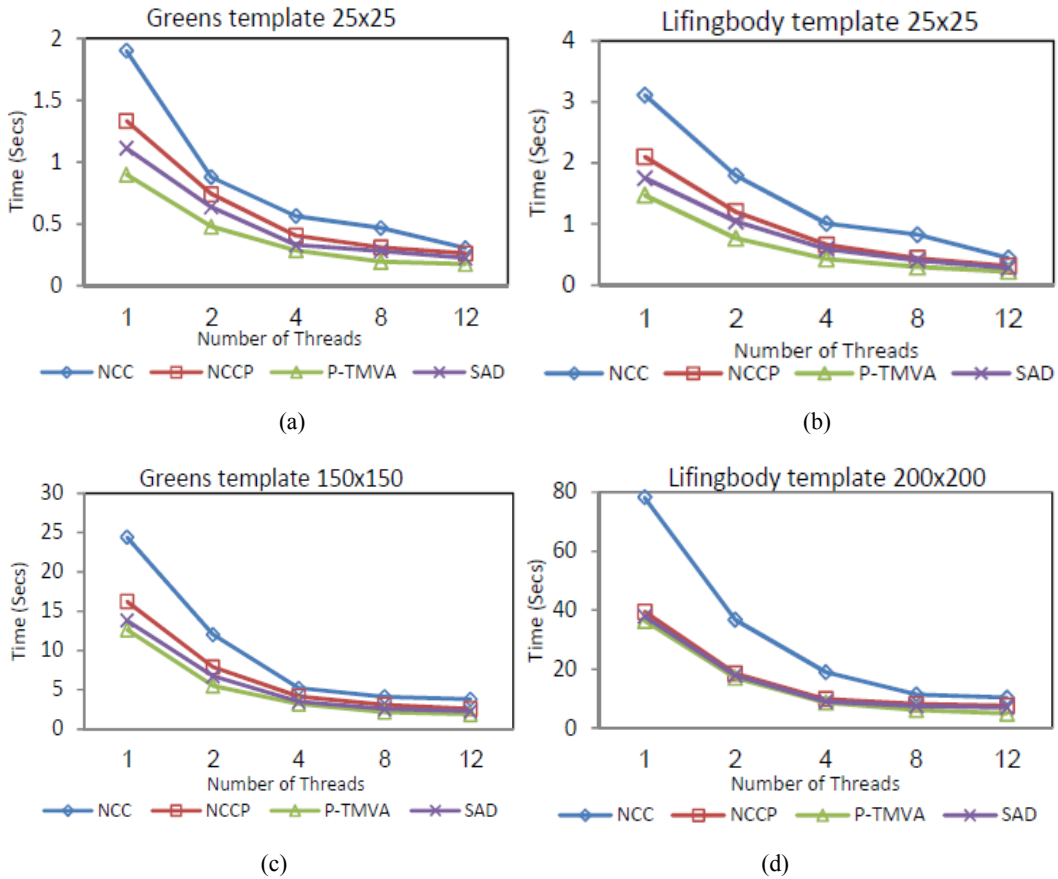 Greens template 25x25
2
1.5
1
0.5
0
Time (Secs)
1 2 4 8 12
Number of Threads
NCC NCCP P-TMVA SAD
(a)
Lifingbody template 25x25
4
3
2
1
0
Time (Secs)
1 2 4 8 12
Number of Threads
NCC NCCP P-TMVA SAD
(b)
Greens template 150x150
30
25
20
15
10
5
0
Time (Secs)
1 2 4 8 12
Number of Threads
NCC NCCP P-TMVA SAD
(c)
Lifingbody template 200x200
80
60
40
20
0
Time (Secs)
1 2 4 8 12
Number of Threads
NCC NCCP P-TMVA SAD
(d)